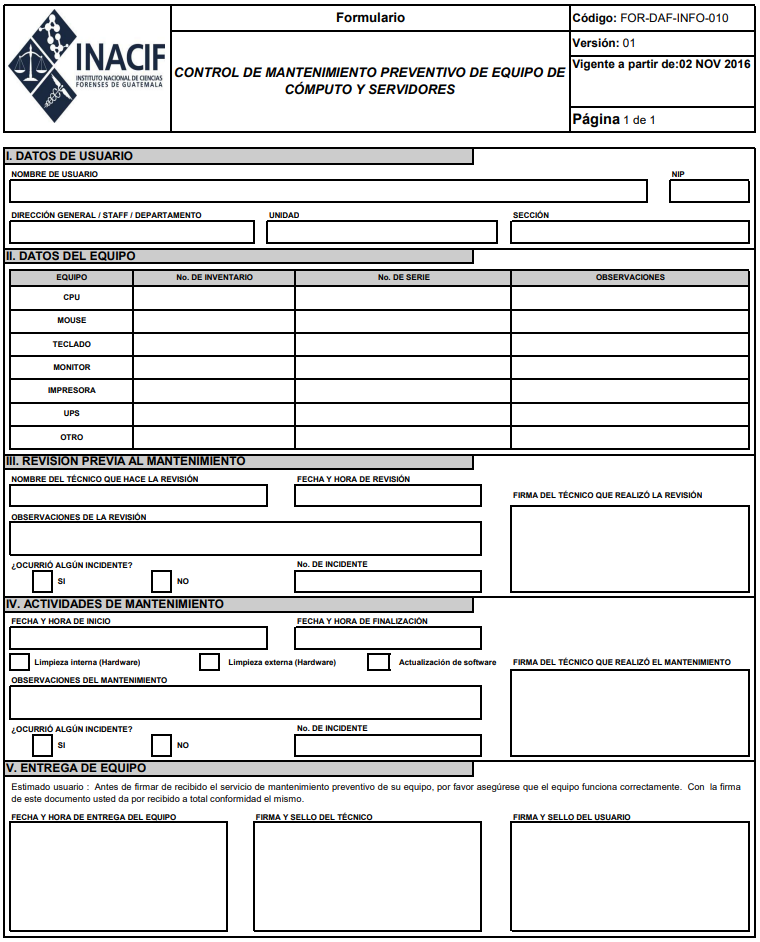 INACIF
INSTITUTO NACIONAL DE CIENCIAS
FORENSES DE GUATEMALA
Formulario
CONTROL DE MANTENIMIENTO PREVENTIVO DE EQUIPO DE
CÓMPUTO Y SERVIDORES
Código: FOR-DAF-INFO-010
Versión: 01
Vigente a partir de:02 NOV 2016
Página 1 de 1
I. DATOS DE USUARIO
NOMBRE DE USUARIO NIP
DIRECCIÓN GENERAL / STAFF / DEPARTAMENTO UNIDAD SECCIÓN
II. DATOS DEL EQUIPO
EQUIPO No. DE INVENTARIO No. DE SERIE OBSERVACIONES
CPU
MOUSE
TECLADO
MONITOR
IMPRESORA
UPS
OTRO
III. REVISIÓN PREVIA AL MANTENIMIENTO
NOMBRE DEL TÉCNICO QUE HACE LA REVISIÓN FECHA Y HORA DE REVISIÓN
FIRMA DEL TÉCNICO QUE REALIZÓ LA REVISIÓN
OBSERVACIONES DE LA REVISIÓN
¿OCURRIÓ ALGÚN INCIDENTE? No. DE INCIDENTE
SI NO
IV. ACTIVIDADES DE MANTENIMIENTO
FECHA Y HORA DE INICIO FECHA Y HORA DE FINALIZACIÓN
Limpieza interna (Hardware) Limpieza externa (Hardware) Actualización de software FIRMA DEL TÉCNICO QUE REALIZÓ EL MANTENIMIENTO
OBSERVACIONES DEL MANTENIMIENTO
¿OCURRIÓ ALGÚN INCIDENTE? No. DE INCIDENTE
SI NO
V. ENTREGA DE EQUIPO
Estimado usuario : Antes de firmar de recibido el servicio de mantenimiento preventivo de su equipo, por favor asegúrese que el equipo funciona correctamente. Con la firma
de este documento usted da por recibido a total conformidad el mismo.
FECHA Y HORA DE ENTREGA DEL EQUIPO FIRMA Y SELLO DEL TÉCNICO FIRMA Y SELLO DEL USUARIO